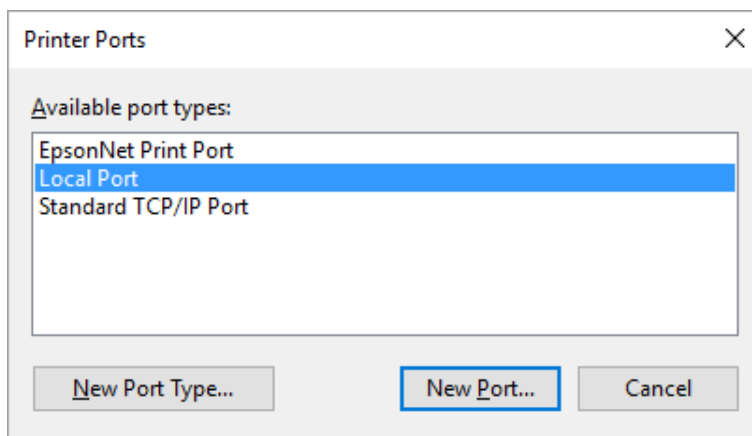 Printer Ports
Available port types:
EpsonNet Print Port
Local Port
Standard TCP/IP Port
New Port Type... New Port... Cancel